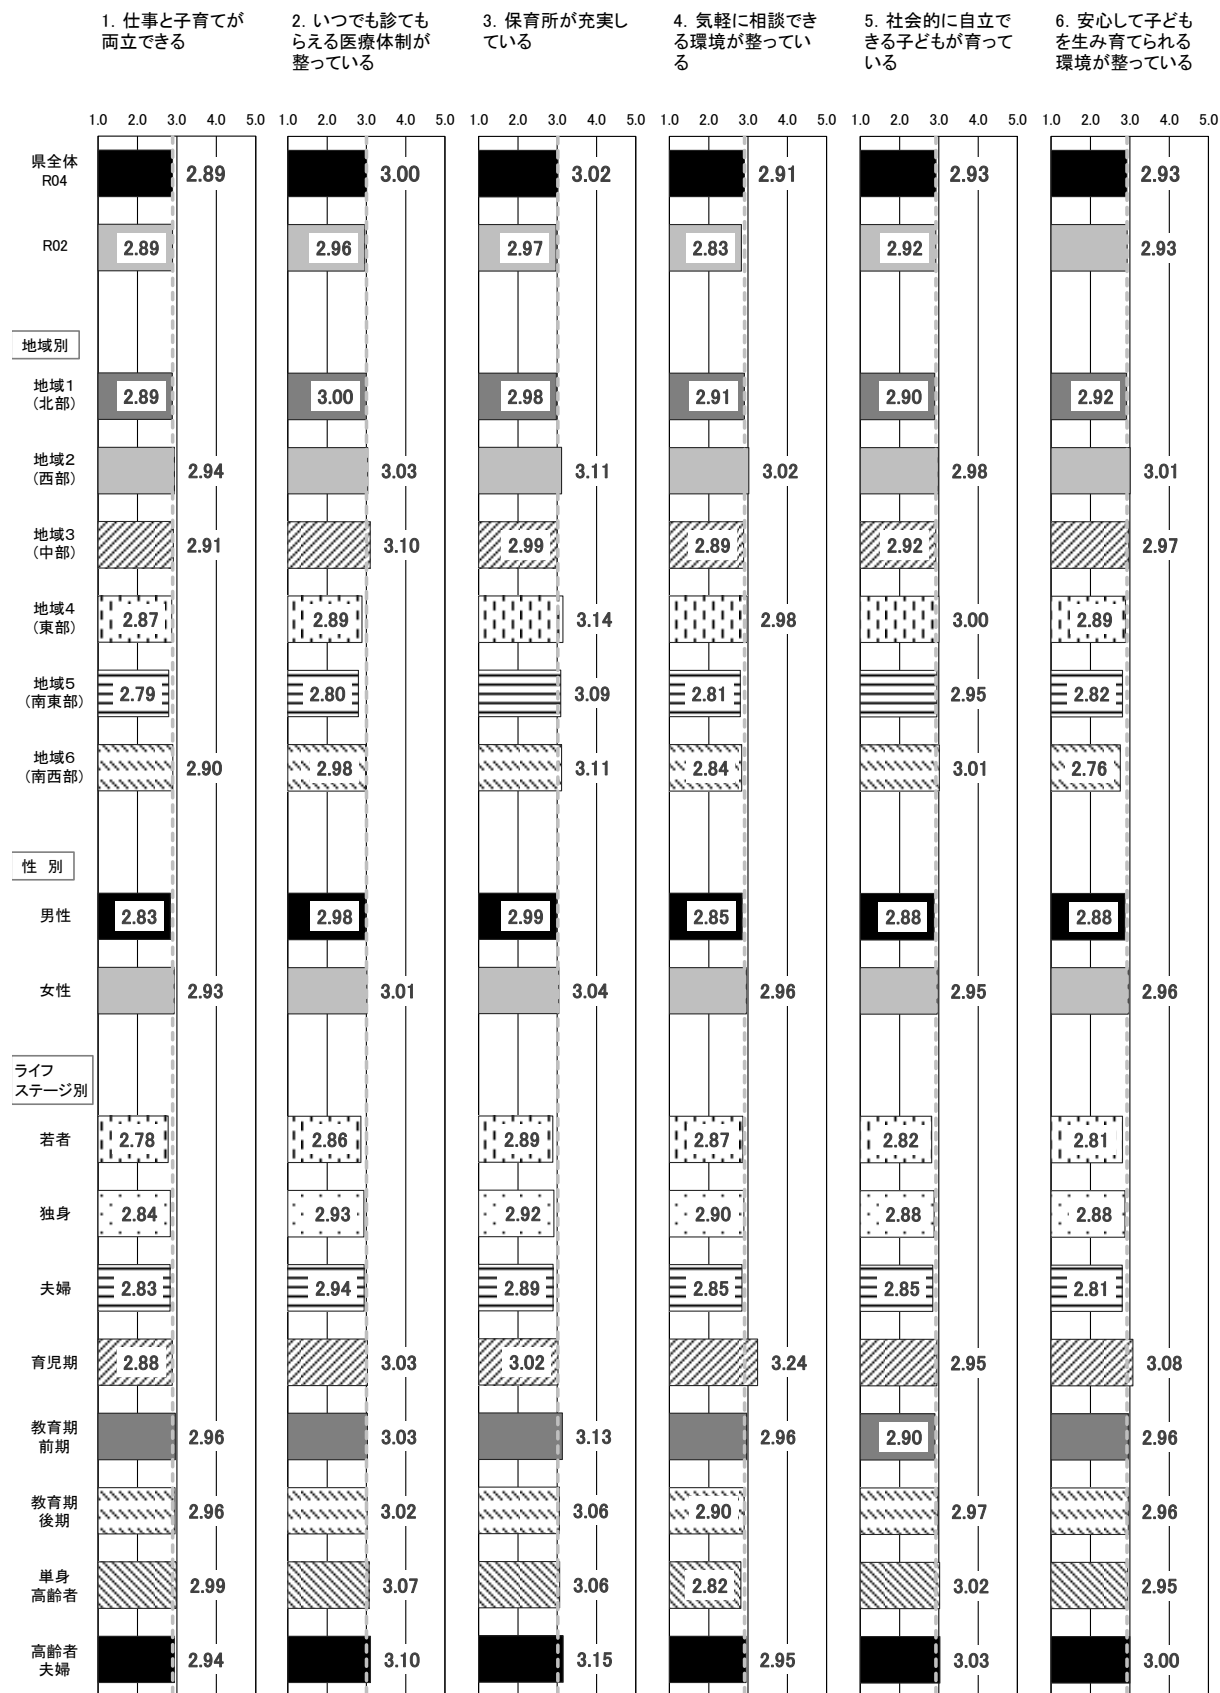 1．仕事と子育てが
両立できる
2．いつでも診ても
らえる医療体制が
整っている
3．保育所が充実し
ている
4．気軽に相談でき
る環境が整ってい
る
5．社会的に自立で
きる子どもが育って
いる
6．安心して子ども
を生み育てられる
環境が整っている
1.0 2.0 3.0 4.0 5.0 1.0 2.0 3.0 4.0 5.0 1.0 2.0 3.0 4.0 5.0 1.0 2.0 3.0 4.0 5.0 1.0 2.0 3.0 4.0 5.0 1.0 2.0 3.0 4.0 5.0
県全体
R04
2.89 3.00 3.02 2.91 2.93 2.93
R02
2.89 2.96 2.97 2.83 2.92 2.93
地域別
地域1
（北部）
2.89 3.00 2.98 2.91 2.90 2.92
地域2
（西部）
2.94 3.03 3.11 3.02 2.98 3.01
地域3
（中部）
2.91 3.10 2.99 2.89 2.92 2.97
地域4
（東部）
2.87 2.89 3.14 2.98 3.00 2.89
地域5
（南東部）
2.79 2.80 3.09 2.81 2.95 2.82
地域6
（南西部）
2.90 2.98 3.11 2.84 3.01 2.76
性 別
男性
2.83 2.98 2.99 2.85 2.88 2.88
女性
2.93 3.01 3.04 2.96 2.95 2.96
ライフ
ステージ別
若者
2.78 2.86 2.89 2.87 2.82 2.81
独身
2.84 2.93 2.92 2.90 2.88 2.88
夫婦
2.83 2.94 2.89 2.85 2.85 2.81
育児期
2.88 3.03 3.02 3.24 2.95 3.08
教育期
前期
2.96 3.03 3.13 2.96 2.90 2.96
教育期
後期
2.96 3.02 3.06 2.90 2.97 2.96
単身
高齢者
2.99 3.07 3.06 2.82 3.02 2.95
高齢者
夫婦
2.94 3.10 3.15 2.95 3.03 3.00